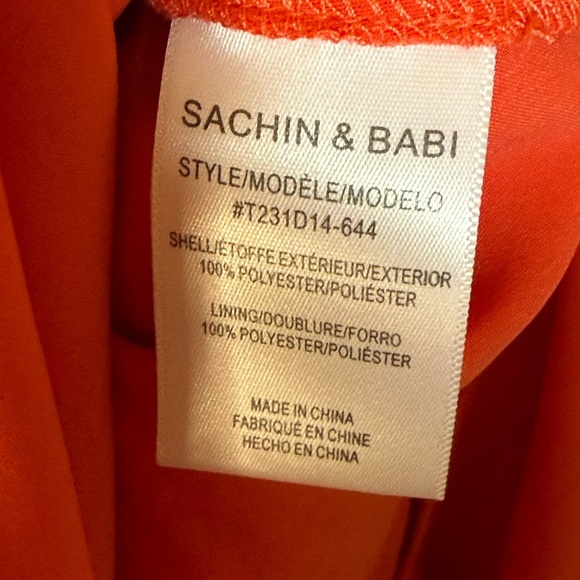 SACHIN & BABI
STYLE/MODÈLE/MODELO
#T231D14-644
SHELL/ÉTOFFE EXTÉRIEUR/EXTERIOR
100% POLYESTER/POLIÉSTER
LINING/DOUBLURE/FORRO
100% POLYESTER/POLIÉSTER
MADE IN CHINA
FABRIQUÉ EN CHINE
HECHO EN CHINA